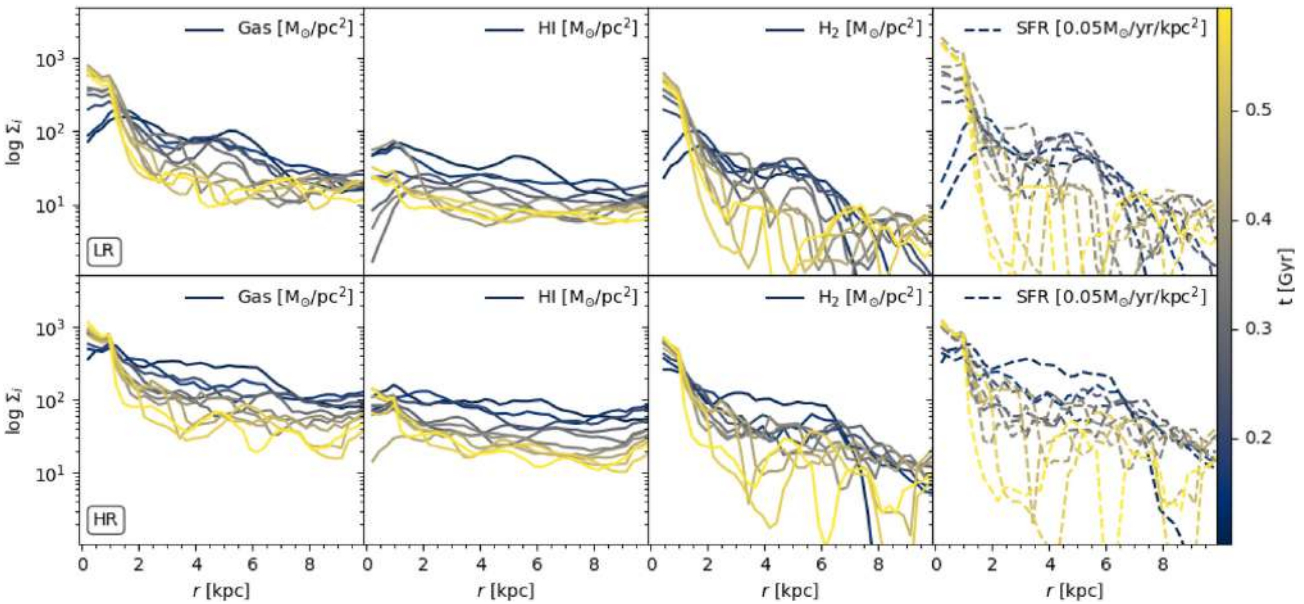 Gas [M⊙/pc²]
HI [M⊙/pc²]
H₂ [M⊙/pc²]
SFR [0.05M⊙/yr/kpc²]
log Σᵢ
10³
10²
10¹
LR
Gas [M⊙/pc²]
HI [M⊙/pc²]
H₂ [M⊙/pc²]
SFR [0.05M⊙/yr/kpc²]
log Σᵢ
10³
10²
10¹
HR
0 2 4 6 8
0 2 4 6 8
0 2 4 6 8
0 2 4 6 8
r [kpc]
r [kpc]
r [kpc]
r [kpc]
0.5
0.4
0.3
0.2
t [Gyr]